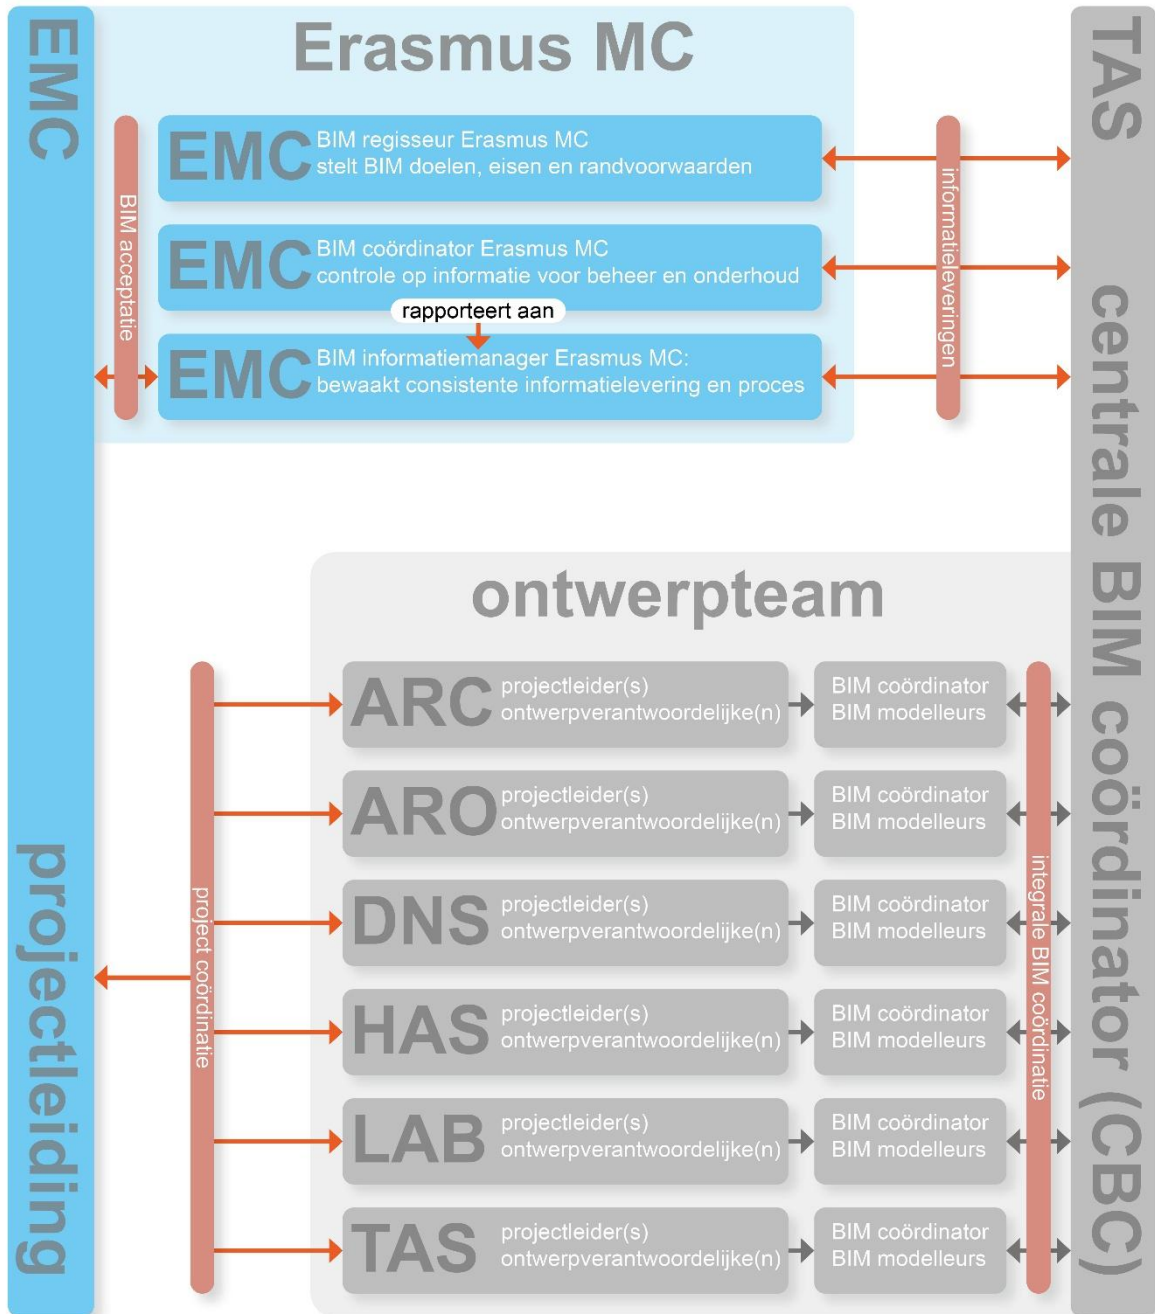 EMC projectleiding
Erasmus MC
BIM acceptatie
EMC
BIM regisseur Erasmus MC
stelt BIM doelen, eisen en randvoorwaarden
EMC
BIM coördinator Erasmus MC
controle op informatie voor beheer en onderhoud
rapporteert aan
EMC
BIM informatiemanager Erasmus MC:
bewaakt consistente informatielevering en proces
informatieleveringen
TAS centrale BIM coördinator (CBC)
ontwerpteam
project coördinatie
ARC
projectleider(s)
ontwerpverantwoordelijke(n)
BIM coördinator
BIM modelleurs
ARO
projectleider(s)
ontwerpverantwoordelijke(n)
BIM coördinator
BIM modelleurs
DNS
projectleider(s)
ontwerpverantwoordelijke(n)
BIM coördinator
BIM modelleurs
HAS
projectleider(s)
ontwerpverantwoordelijke(n)
BIM coördinator
BIM modelleurs
LAB
projectleider(s)
ontwerpverantwoordelijke(n)
BIM coördinator
BIM modelleurs
TAS
projectleider(s)
ontwerpverantwoordelijke(n)
BIM coördinator
BIM modelleurs
integrale BIM coördinatie